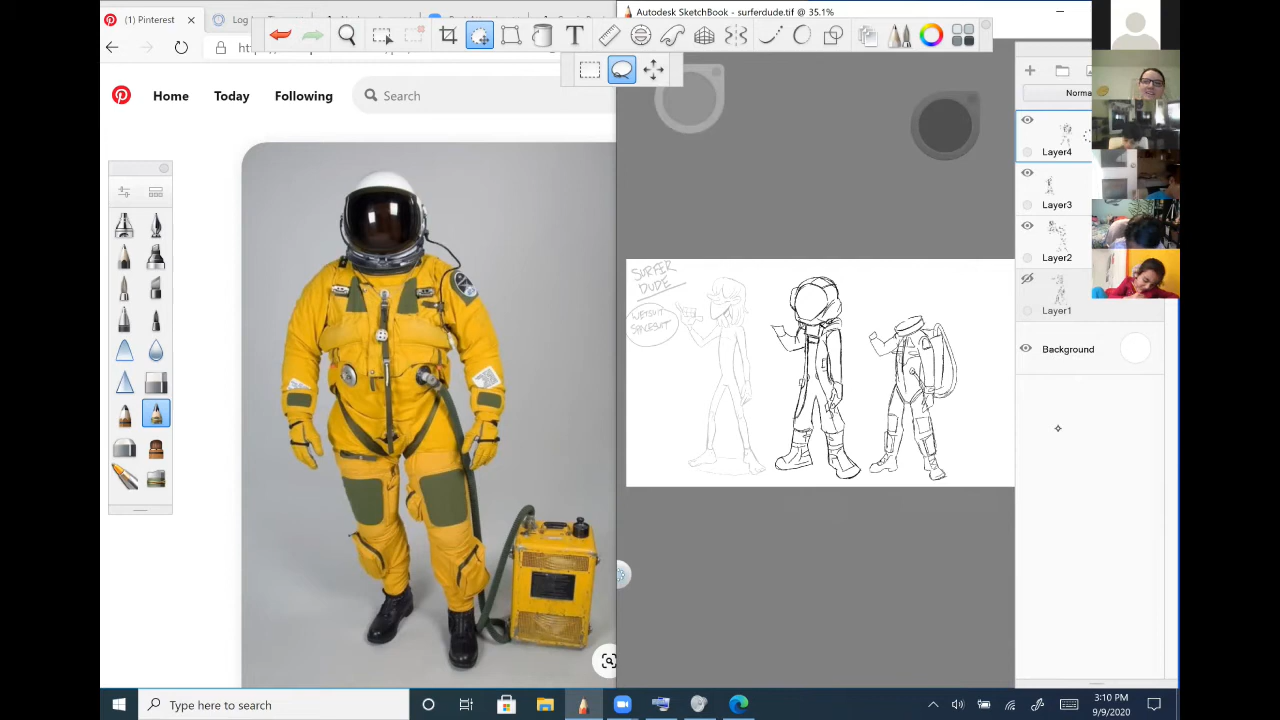 (1) Pinterest
Log
Autodesk SketchBook - surferdude.tif @ 35.1%
Home
Today
Following
Search
Norma
Layer4
Layer3
Layer2
Layer1
Background
SURFER
DUDE
WETSUIT
SPACESUIT
Type here to search
3:10 PM
9/9/2020